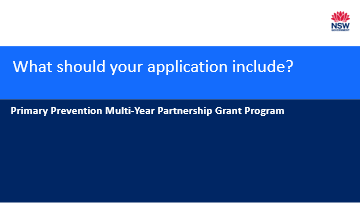 NSW
What should your application include?
Primary Prevention Multi-Year Partnership Grant Program